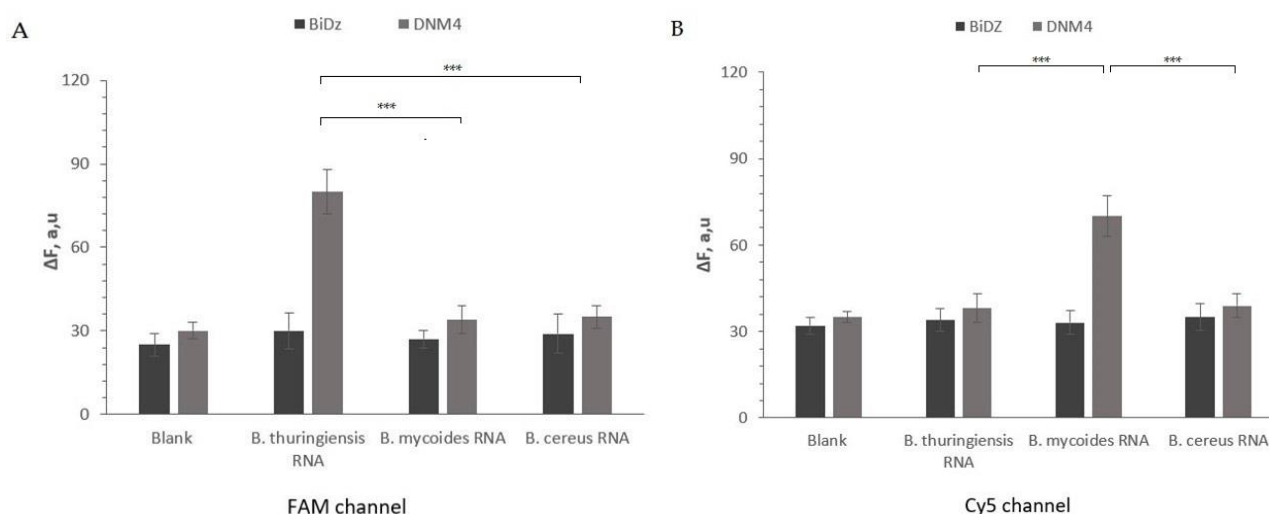 A
BiDz DNM4
***
***
120
90
60
30
0
ΔF, a,u
Blank B. thuringiensis B. mycoides RNA B. cereus RNA
RNA
FAM channel
B
BiDZ DNM4
*** ***
120
90
60
30
0
ΔF, a,u
Blank B. thuringiensis B. mycoides RNA B. cereus RNA
RNA
Cy5 channel